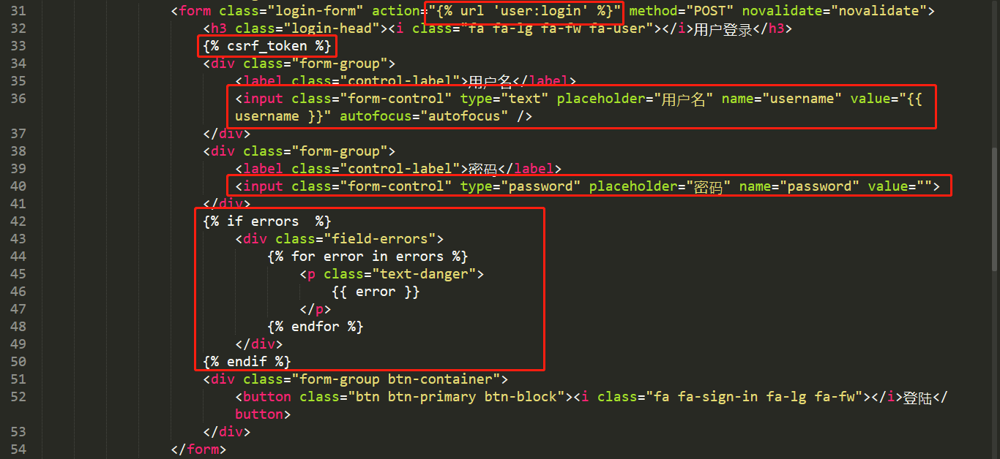 31 <form class="login-form" action="{% url 'user:login' %}" method="POST" novalidate="novalidate">
32 <h3 class="login-head"><i class="fa fa-lg fa-fw fa-user"></i>用户登录</h3>
33 {% csrf_token %}
34 <div class="form-group">
35 <label class="control-label">用户名</label>
36 <input class="form-control" type="text" placeholder="用户名" name="username" value="{{
username }}" autofocus="autofocus" />
37 </div>
38 <div class="form-group">
39 <label class="control-label">密码</label>
40 <input class="form-control" type="password" placeholder="密码" name="password" value="">
41 </div>
42 {% if errors  %}
43 <div class="field-errors">
44 {% for error in errors %}
45 <p class="text-danger">
46 {{ error }}
47 </p>
48 {% endfor %}
49 </div>
50 {% endif %}
51 <div class="form-group btn-container">
52 <button class="btn btn-primary btn-block"><i class="fa fa-sign-in fa-lg fa-fw"></i>登陆</
button>
53 </div>
54 </form>